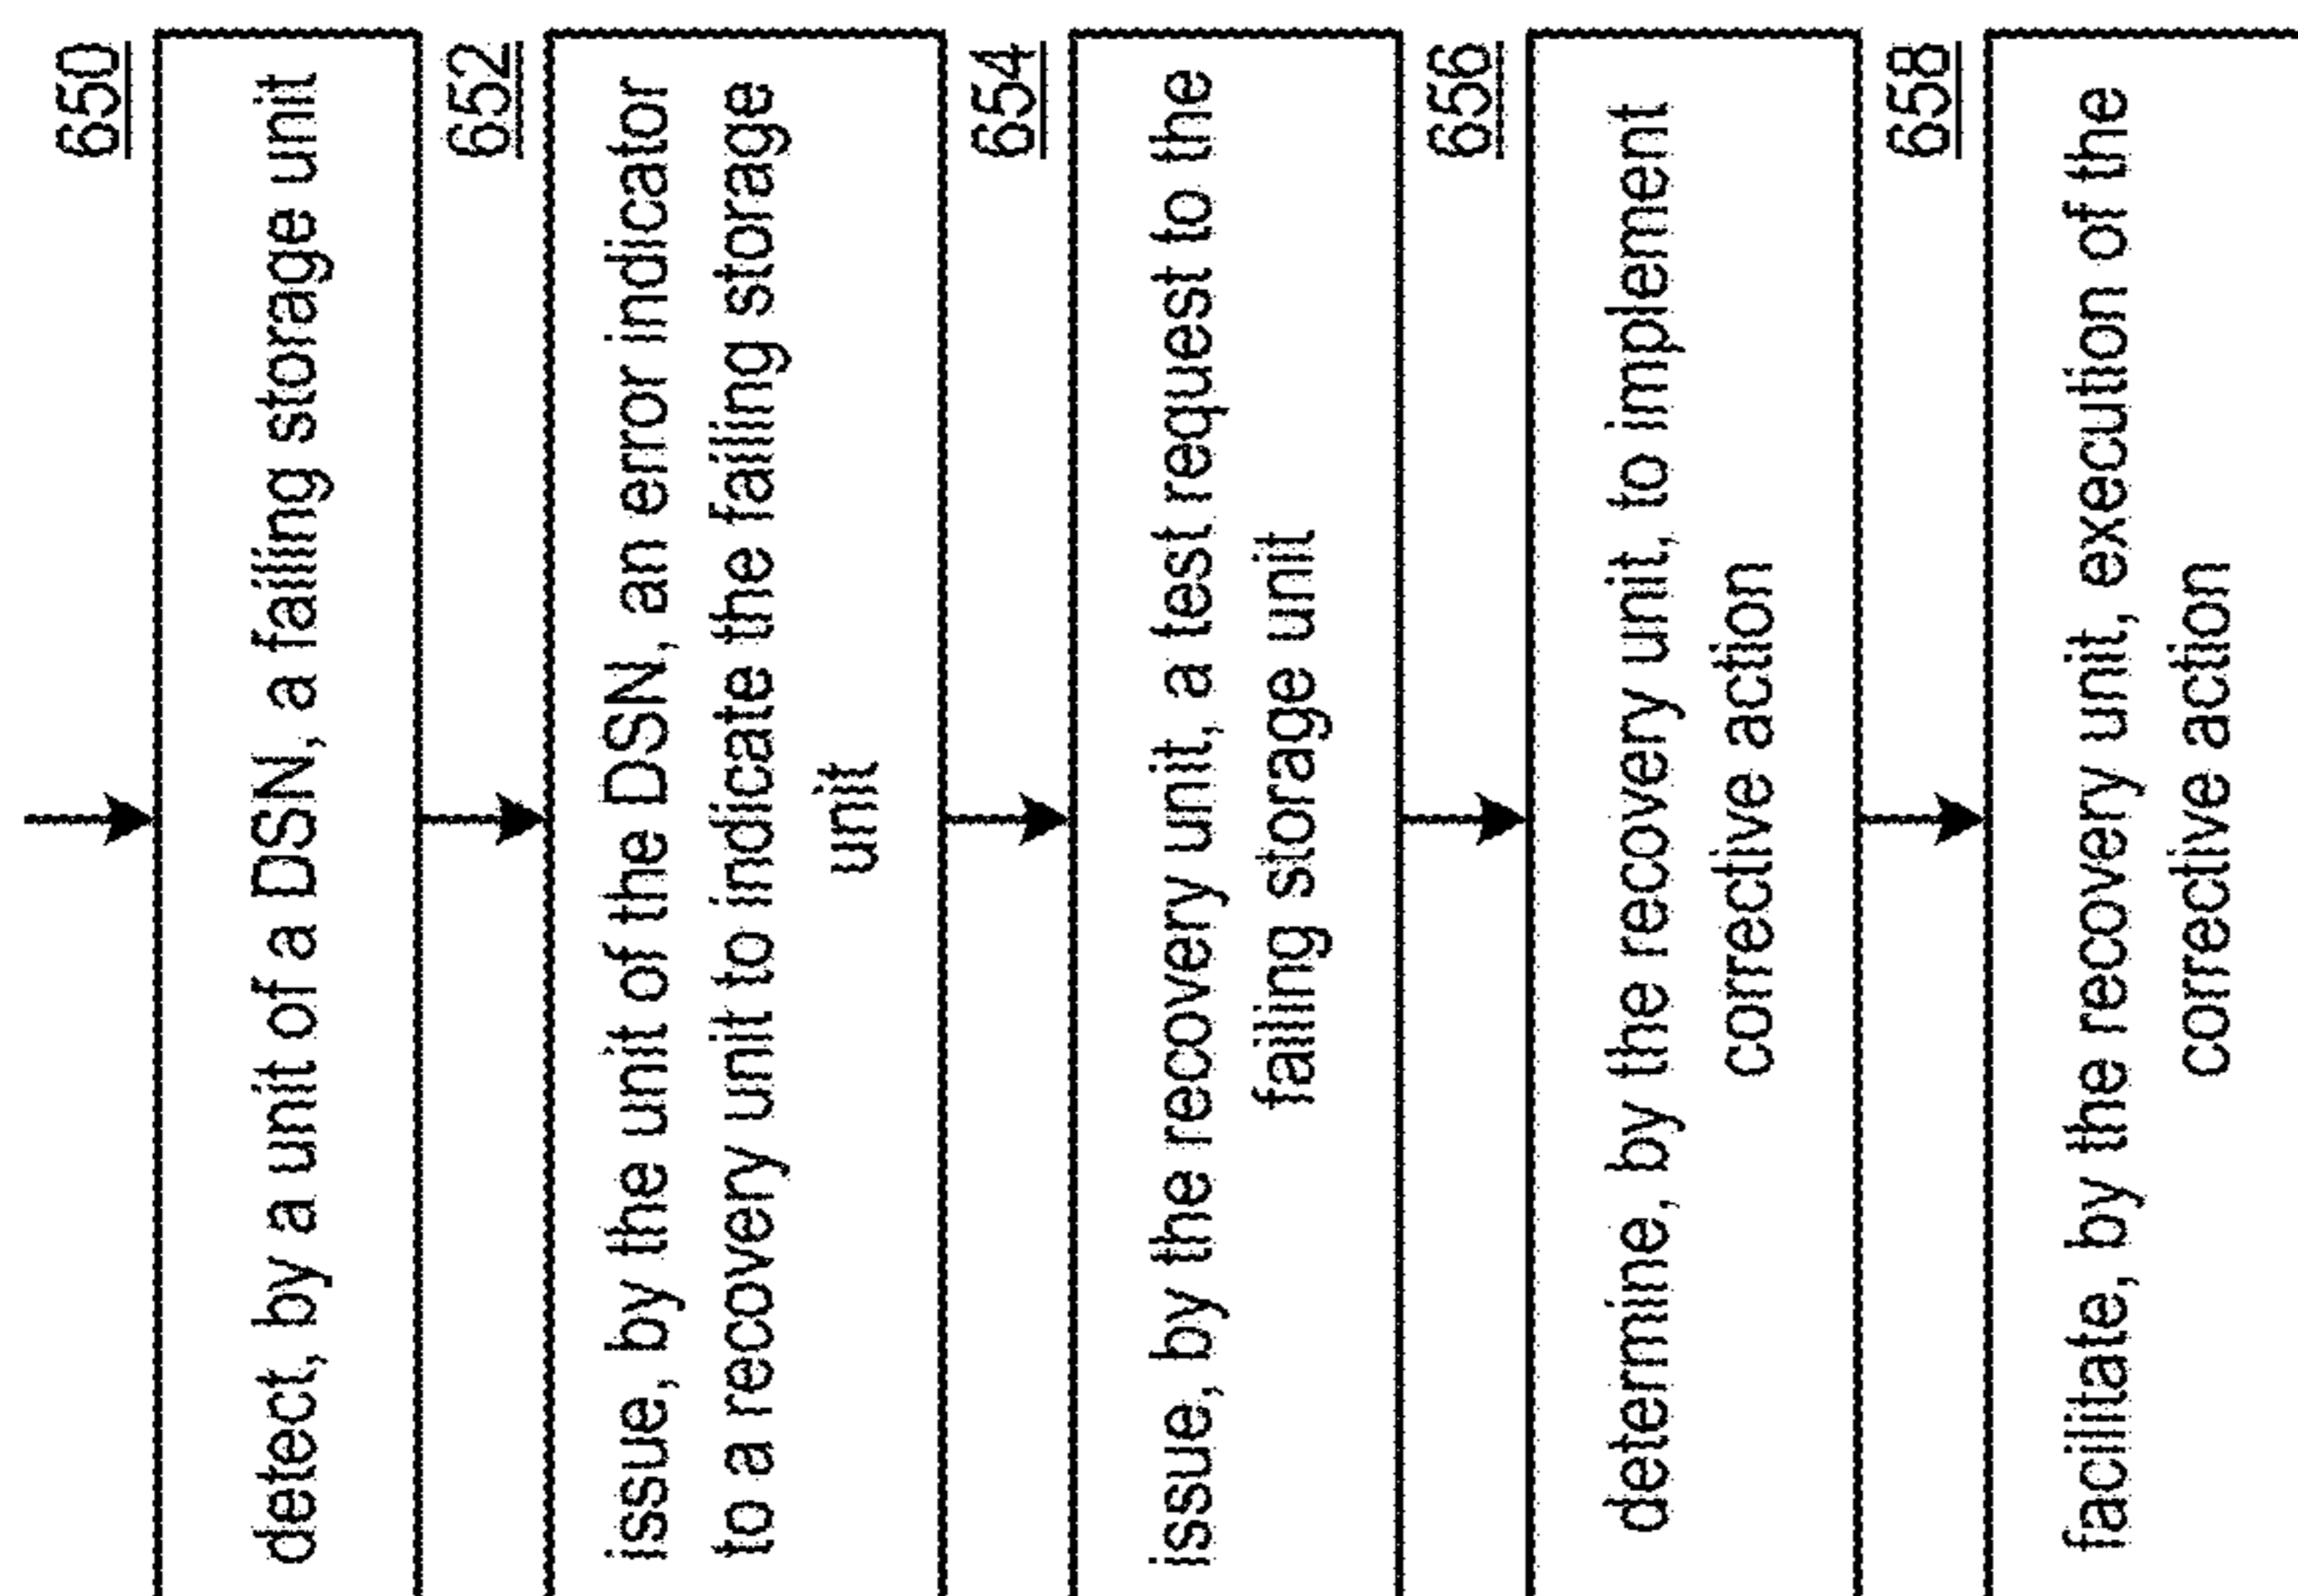 650
detect, by a unit of a DSN, a failing storage unit
652
issue, by the unit of the DSN, an error indicator
to a recovery unit to indicate the failing storage
unit
654
issue, by the recovery unit, a test request to the
failing storage unit
656
determine, by the recovery unit, to implement
corrective action
658
facilitate, by the recovery unit, execution of the
corrective action